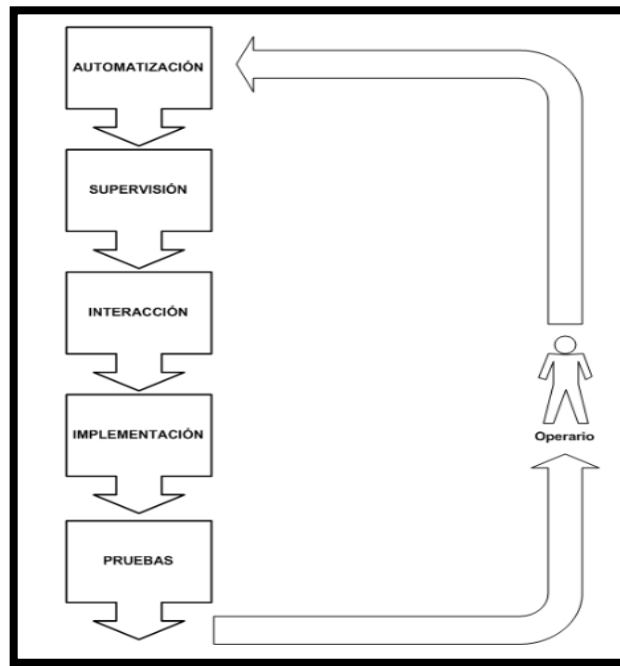 AUTOMATIZACIÓN
SUPERVISIÓN
INTERACCIÓN
IMPLEMENTACIÓN
Operario
PRUEBAS